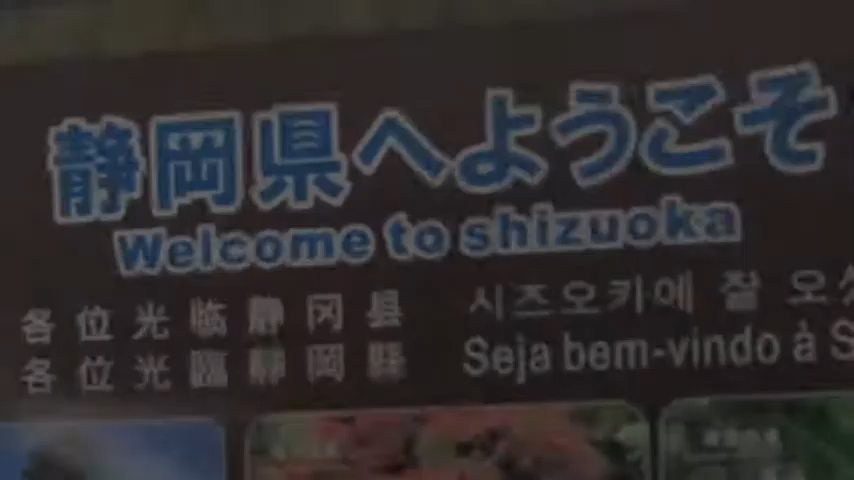 静岡県へようこそ
Welcome to shizuoka
各位光临静冈县
시즈오카에 잘
各位光臨靜岡縣
Seja bem-vindo à